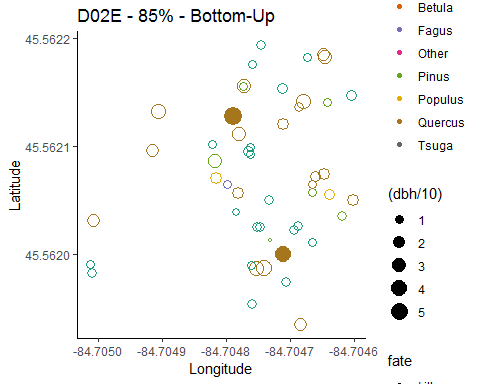 D02E - 85% - Bottom-Up
45.5622
45.5621
45.5620
Latitude
-84.7050
-84.7049
-84.7048
-84.7047
-84.7046
Longitude
Betula
Fagus
Other
Pinus
Populus
Quercus
Tsuga
(dbh/10)
1
2
3
4
5
fate